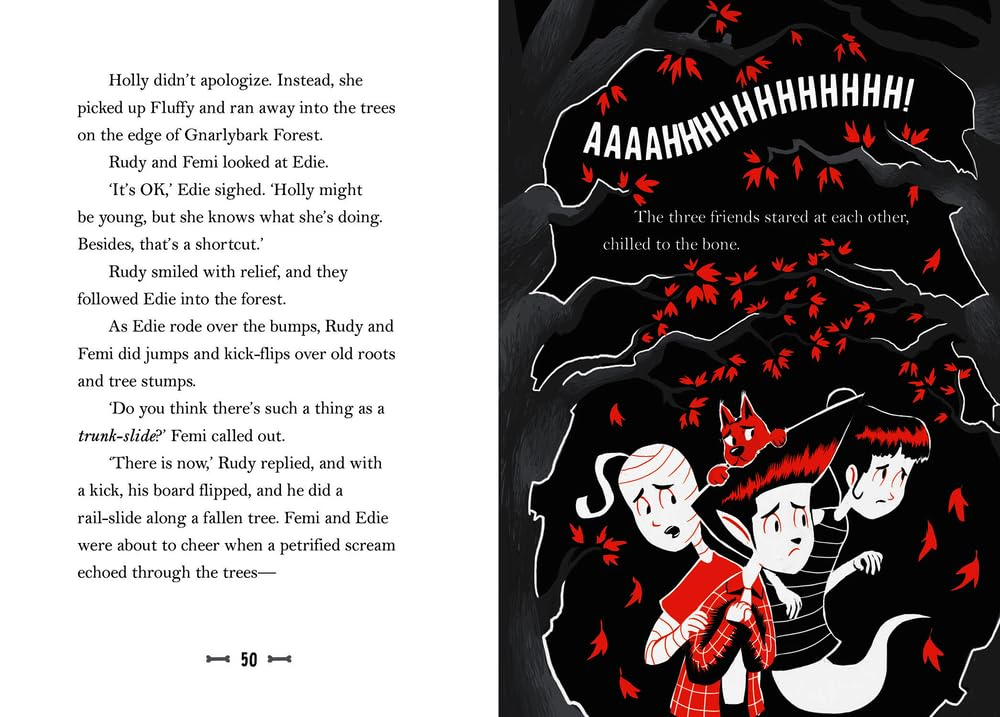 Holly didn’t apologize. Instead, she
picked up Fluffy and ran away into the trees
on the edge of Gnarlybark Forest.
Rudy and Femi looked at Edie.
‘It’s OK,’ Edie sighed. ‘Holly might
be young, but she knows what she’s doing.
Besides, that’s a shortcut.’
Rudy smiled with relief, and they
followed Edie into the forest.
As Edie rode over the bumps, Rudy and
Femi did jumps and kick-flips over old roots
and tree stumps.
‘Do you think there’s such a thing as a
trunk-slide?’ Femi called out.
‘There is now,’ Rudy replied, and with
a kick, his board flipped, and he did a
rail-slide along a fallen tree. Femi and Edie
were about to cheer when a petrified scream
echoed through the trees—
50
AAAAHHHHHHHHHHHHH!
The three friends stared at each other,
chilled to the bone.